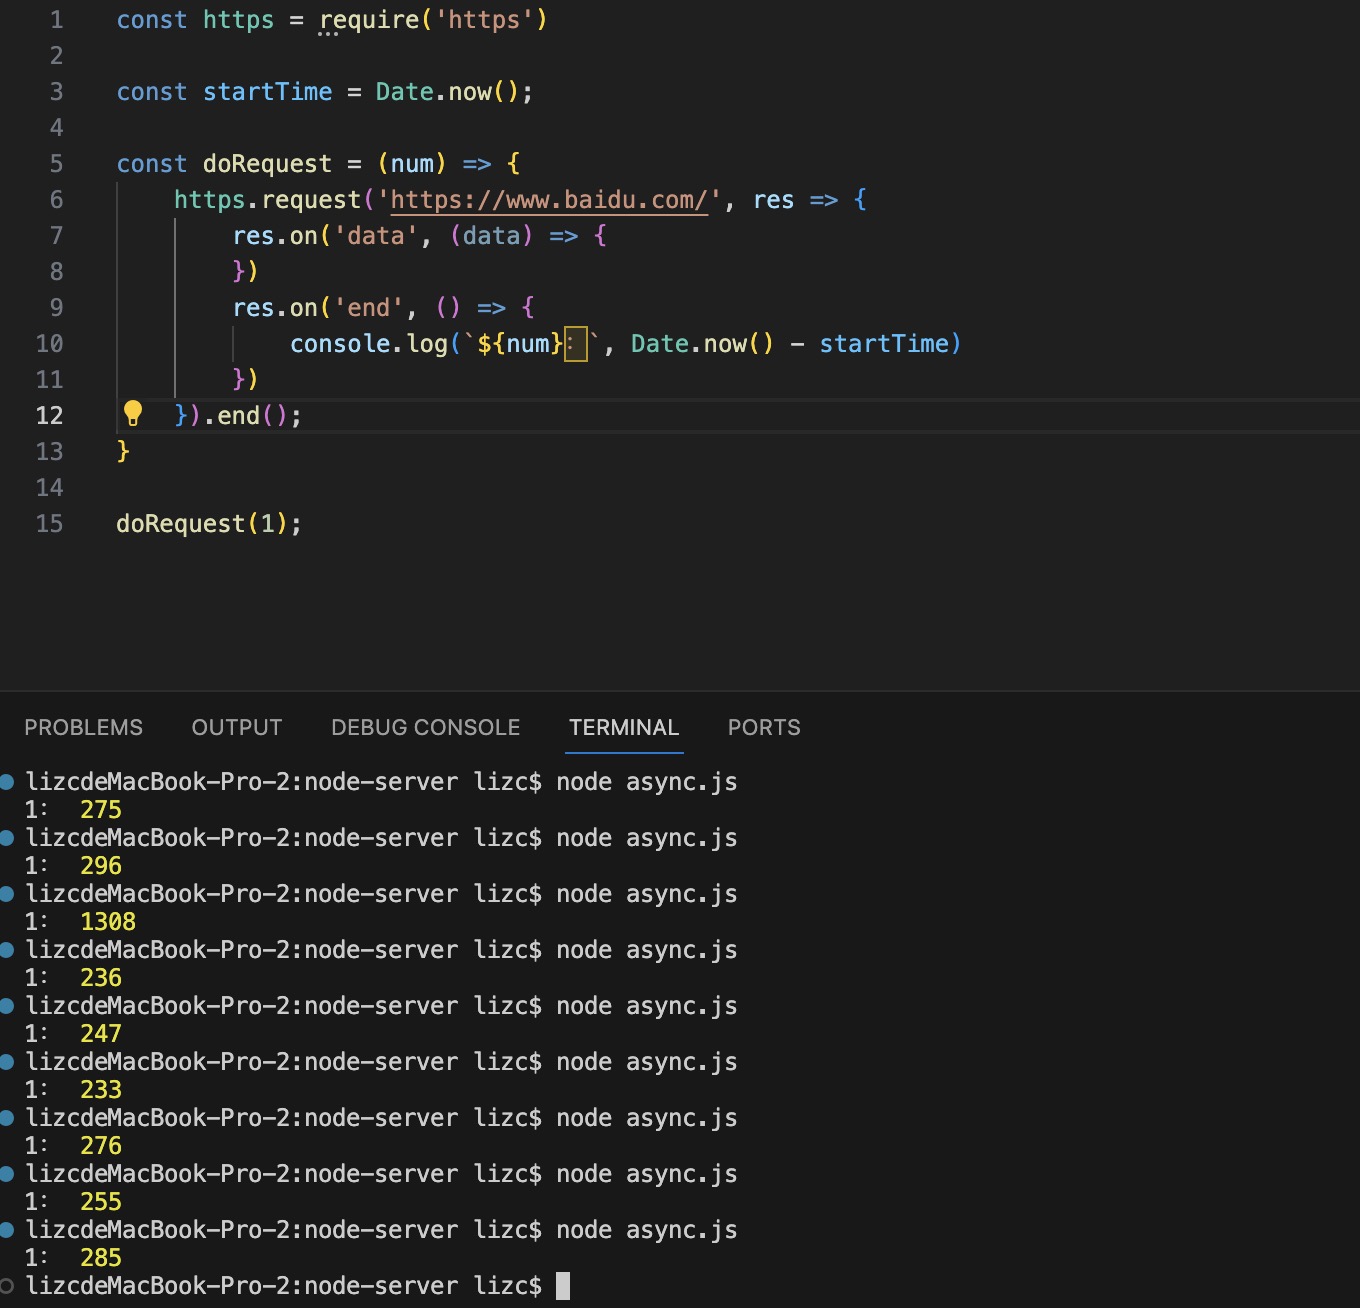 1 const https = require('https')
2
3 const startTime = Date.now();
4
5 const doRequest = (num) => {
6 https.request('https://www.baidu.com/', res => {
7 res.on('data', (data) => {
8 })
9 res.on('end', () => {
10 console.log(`${num}：`, Date.now() - startTime)
11 })
12 }).end();
13 }
14
15 doRequest(1);
PROBLEMS OUTPUT DEBUG CONSOLE TERMINAL PORTS
lizcdeMacBook-Pro-2:node-server lizc$ node async.js
1： 275
lizcdeMacBook-Pro-2:node-server lizc$ node async.js
1： 296
lizcdeMacBook-Pro-2:node-server lizc$ node async.js
1： 1308
lizcdeMacBook-Pro-2:node-server lizc$ node async.js
1： 236
lizcdeMacBook-Pro-2:node-server lizc$ node async.js
1： 247
lizcdeMacBook-Pro-2:node-server lizc$ node async.js
1： 233
lizcdeMacBook-Pro-2:node-server lizc$ node async.js
1： 276
lizcdeMacBook-Pro-2:node-server lizc$ node async.js
1： 255
lizcdeMacBook-Pro-2:node-server lizc$ node async.js
1： 285
lizcdeMacBook-Pro-2:node-server lizc$